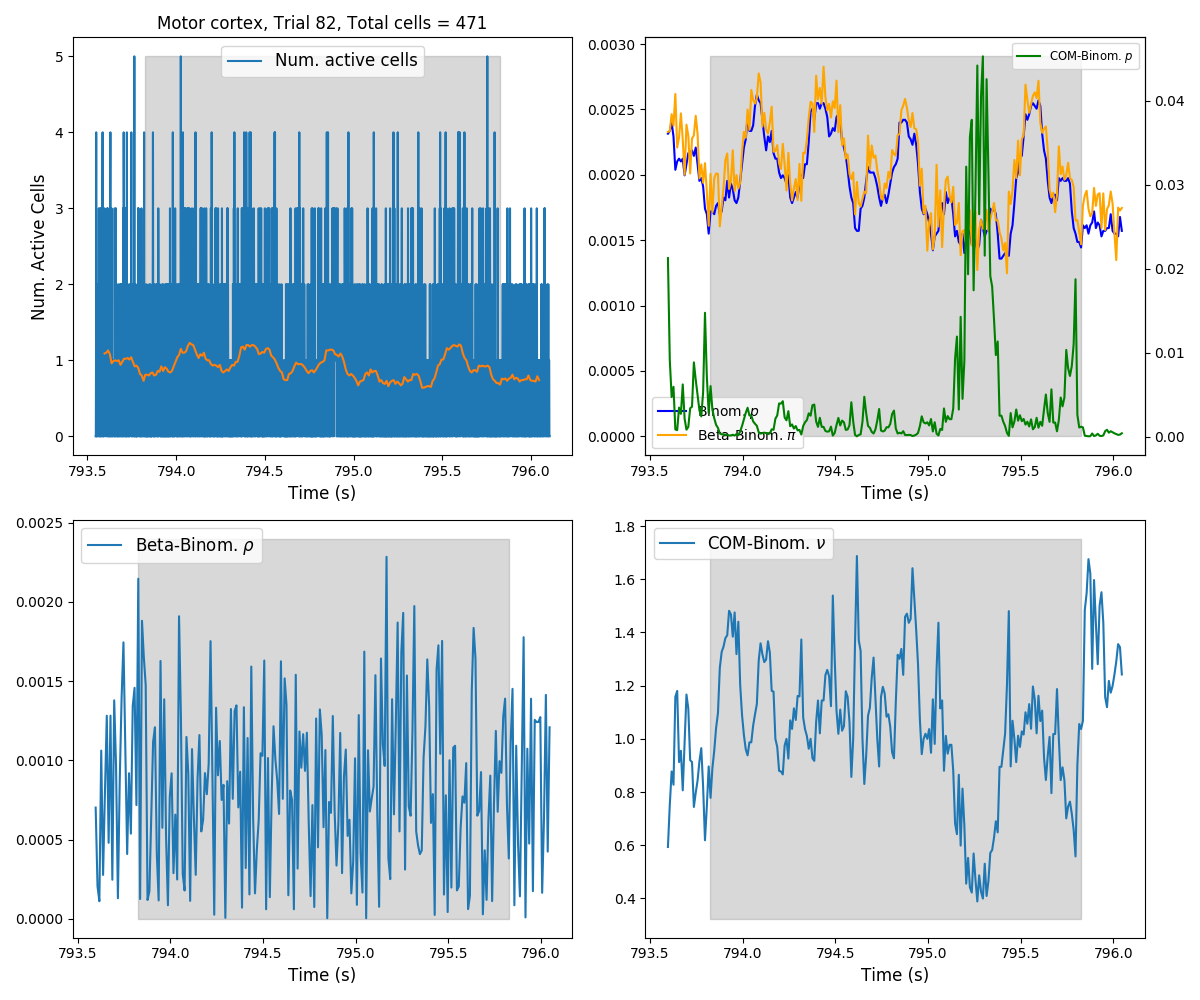 Motor cortex, Trial 82, Total cells = 471
Num. active cells
Num. Active Cells
5
4
3
2
1
0
793.5 794.0 794.5 795.0 795.5 796.0
Time (s)
COM-Binom. p
0.0030
0.0025
0.0020
0.0015
0.0010
0.0005
0.0000
0.04
0.03
0.02
0.01
0.00
Binom. p
Beta-Binom. π
793.5 794.0 794.5 795.0 795.5 796.0
Time (s)
Beta-Binom. ρ
0.0025
0.0020
0.0015
0.0010
0.0005
0.0000
793.5 794.0 794.5 795.0 795.5 796.0
Time (s)
COM-Binom. ν
1.8
1.6
1.4
1.2
1.0
0.8
0.6
0.4
793.5 794.0 794.5 795.0 795.5 796.0
Time (s)